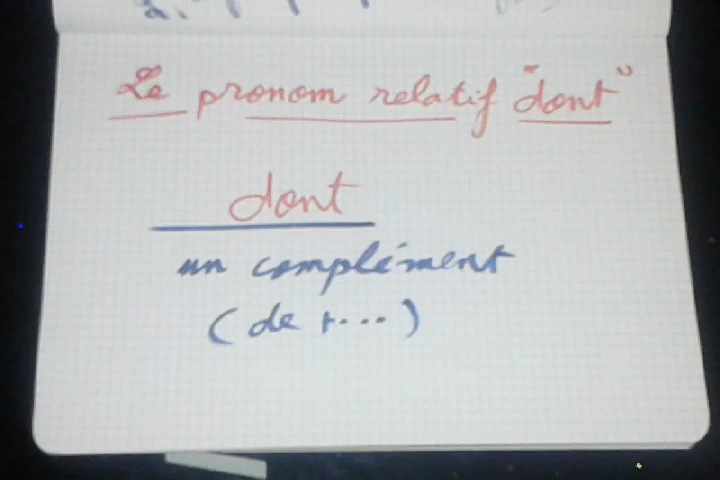 Le pronom relatif "dont"
dont
un complément
(de +...)